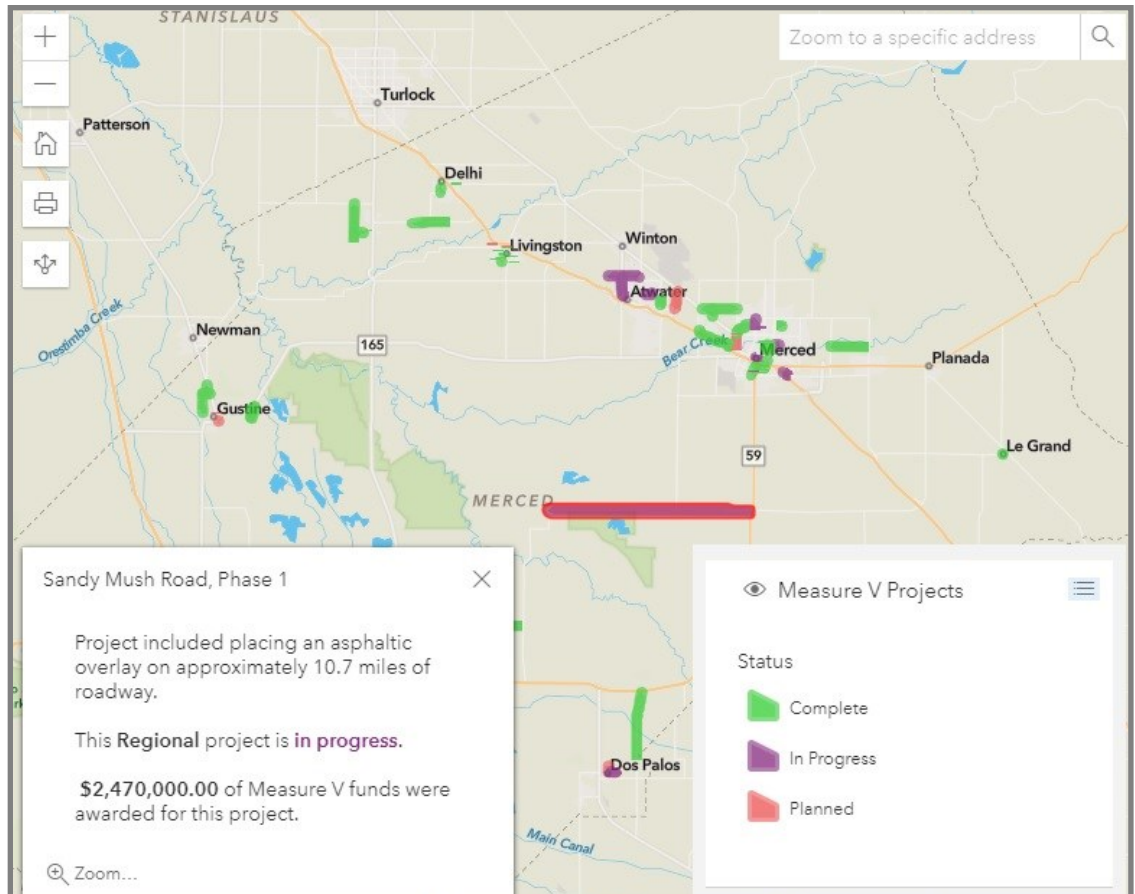 STANISLAUS
Zoom to a specific address
Turlock
Patterson
Delhi
Livingston
Winton
Atwater
Orestimba Creek
Newman
165
Bear Creek
Merced
Planada
Gustine
Le Grand
59
MERCED
Sandy Mush Road, Phase 1
Project included placing an asphaltic
overlay on approximately 10.7 miles of
roadway.
This Regional project is in progress.
$2,470,000.00 of Measure V funds were
awarded for this project.
Zoom...
Measure V Projects
Status
Complete
In Progress
Planned
Dos Palos
Main Canal